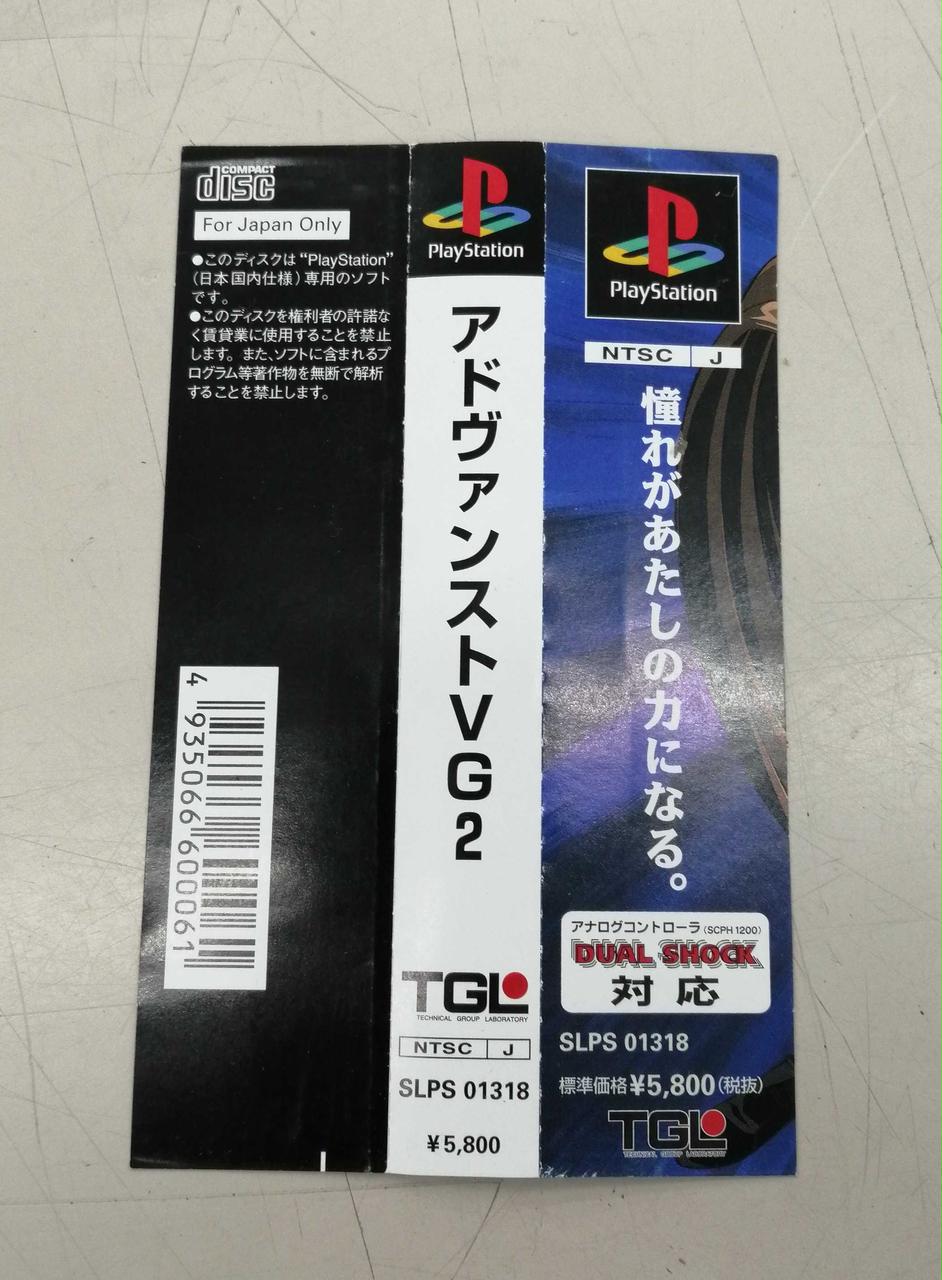 COMPACT
disc
For Japan Only
●このディスクは“PlayStation”
(日本国内仕様)専用のソフト
です。
●このディスクを権利者の許諾な
く賃貸業に使用することを禁止
します。また、ソフトに含まれるプ
ログラム等著作物を無断で解析
することを禁止します。
4 935066 600061
PlayStation
アドヴァンストVG2
TGL
TECHNICAL GROUP LABORATORY
NTSC J
SLPS 01318
¥5,800
PlayStation
NTSC J
憧れがあたしの力になる。
アナログコントローラ(SCPH 1200)
DUAL SHOCK
対応
SLPS 01318
標準価格¥5,800(税抜)
TGL
TECHNICAL GROUP LABORATORY